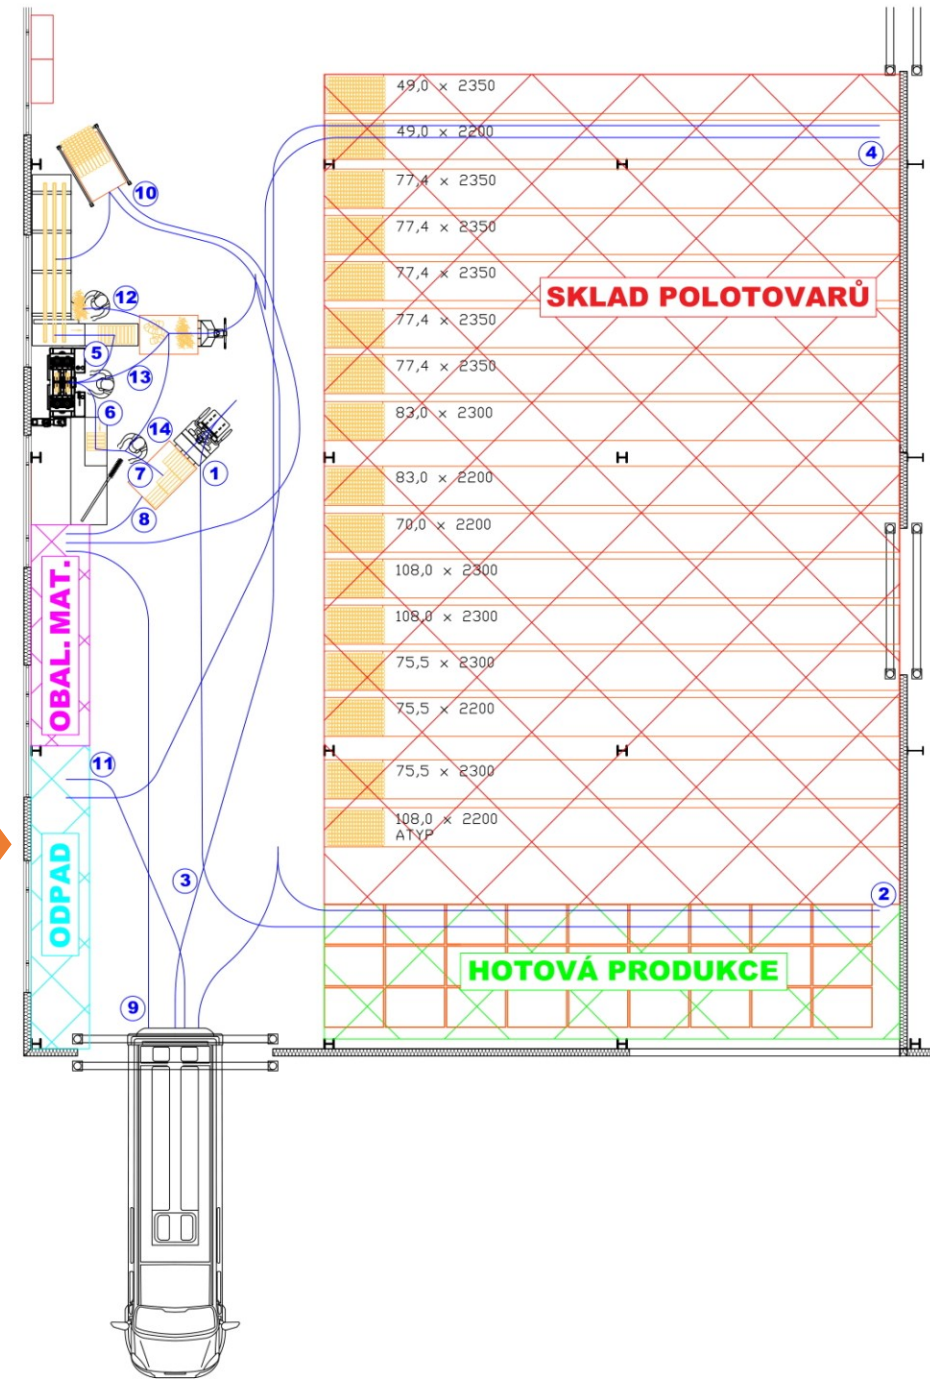 49,0 × 2350
49,0 × 2200
4
77,4 × 2350
10
77,4 × 2350
77,4 × 2350
SKLAD POLOTOVARŮ
12
77,4 × 2350
5
13
77,4 × 2350
6
83,0 × 2300
14
7
1
83,0 × 2200
8
70,0 × 2200
OBAL. MAT.
108,0 × 2300
108,0 × 2300
75,5 × 2300
75,5 × 2200
11
75,5 × 2300
108,0 × 2200
ATYP
ODPAD
3
2
HOTOVÁ PRODUKCE
9